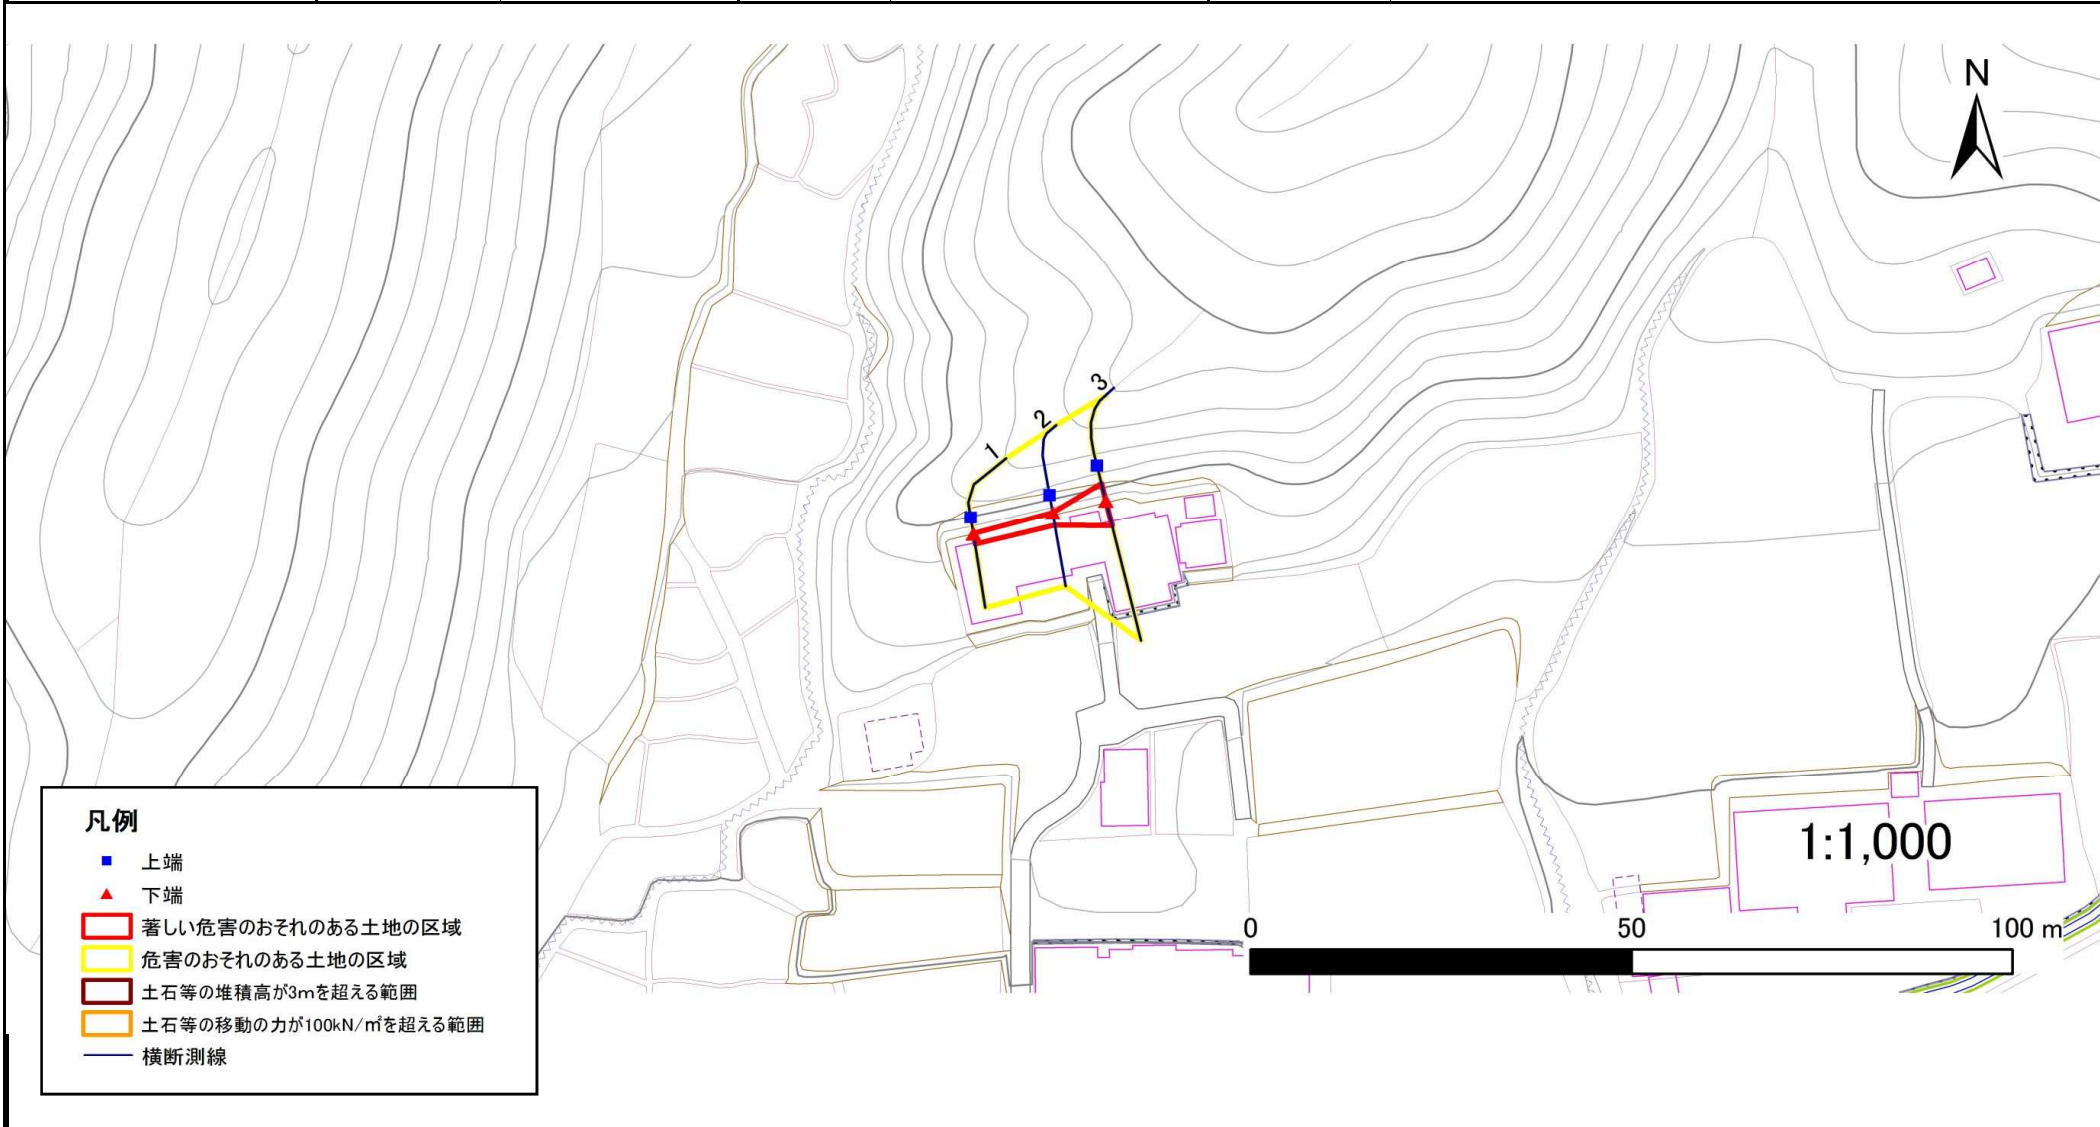 N
3
2
1
凡例
上端
下端
著しい危害のおそれのある土地の区域
危害のおそれのある土地の区域
土石等の堆積高が3mを超える範囲
土石等の移動の力が100kN/㎡を超える範囲
横断測線
1:1,000
0 50 100 m